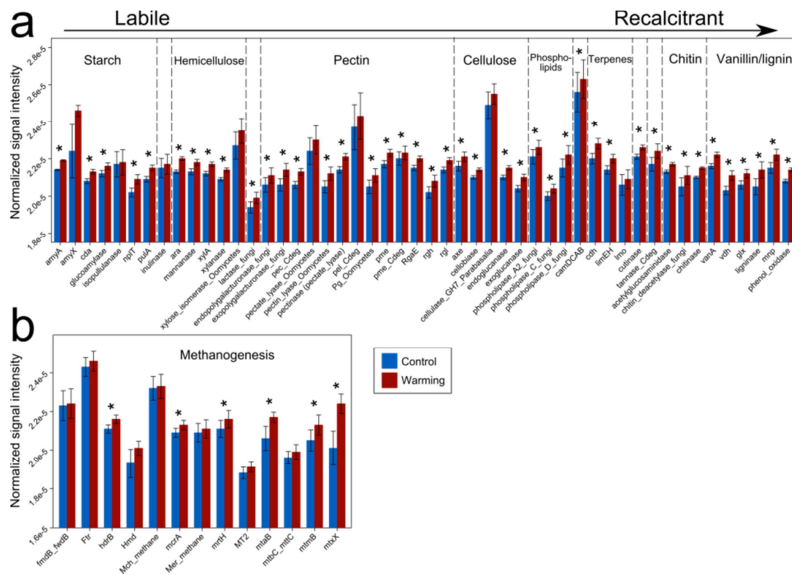 a
Labile
Recalcitrant
Normalized signal intensity
2.8e-5
2.6e-5
2.4e-5
2.2e-5
2.0e-5
1.8e-5
Starch
Hemicellulose
Pectin
Cellulose
Phospho-
lipids
Terpenes
Chitin
Vanillin/lignin
amyA
amyX
cda
glucoamylase
isopullulanase
nplT
pulA
inulinase
ara
mannanase
xylA
xylanase
xylose_isomerase_Oomycetes
lactase_fungi
endopolygalacturonase_fungi
exopolygalacturonase_fungi
pec_Cdeg
pectate_lyase_Oomycetes
pectin_lyase_Oomycetes
pectinase (pectate_lyase)
pel_Cdeg
Pg_Oomycetes
pme
pme_Cdeg
RgaE
rgh
rgl
axe
cellobiase
cellulase_GH7_Parabasalia
endoglucanase
exoglucanase
phospholipase_A2_fungi
phospholipase_C_fungi
phospholipase_D_fungi
camDCAB
cdh
limEH
lmo
cutinase
tannase_Cdeg
acetylglucosaminidase
chitin_deacetylase_fungi
chitinase
vanA
vdh
glx
ligninase
mnp
phenol_oxidase
b
Methanogenesis
Normalized signal intensity
2.4e-5
2.2e-5
2.0e-5
1.8e-5
1.6e-5
fmdB_fwdB
Ftr
hdrB
Hmd
Mch_methane
mcrA
Mer_methane
mrtH
MT2
mtaB
mtbC_mttC
mtmB
mtxX
Control
Warming